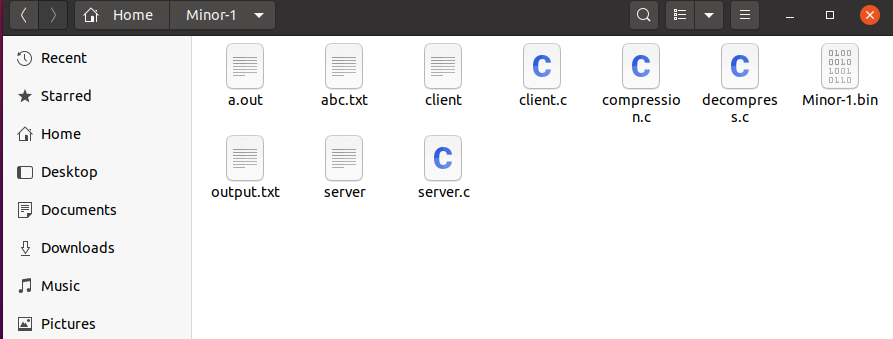 Home Minor-1
Recent
Starred
Home
Desktop
Documents
Downloads
Music
Pictures
a.out abc.txt client client.c compressio decompres Minor-1.bin
n.c s.c
output.txt server server.c